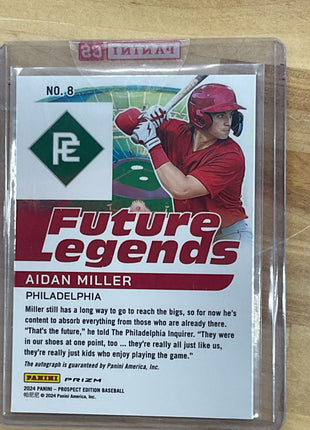 PANINI
NO. 8
Future
Legends
AIDAN MILLER
PHILADELPHIA
Miller still has a long way to go to reach the bigs, so for now he's
content to absorb everything from those who are already there.
"That's the future," he told The Philadelphia Inquirer. "They were
in our shoes at one point, too ... they're really all just like us,
they're really just kids who enjoy playing the game."
The autograph is guaranteed by Panini America, Inc.
PANINI PRIZM
2024 PANINI - PROSPECT EDITION BASEBALL
帕尼尼 © 2024 Panini America, Inc.